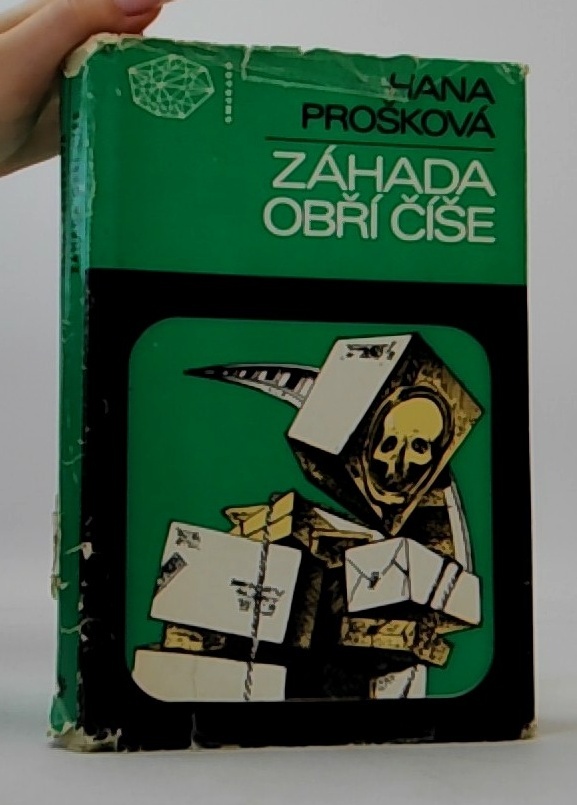 HANA
PROŠKOVÁ
ZÁHADA
OBŘÍ ČÍŠE